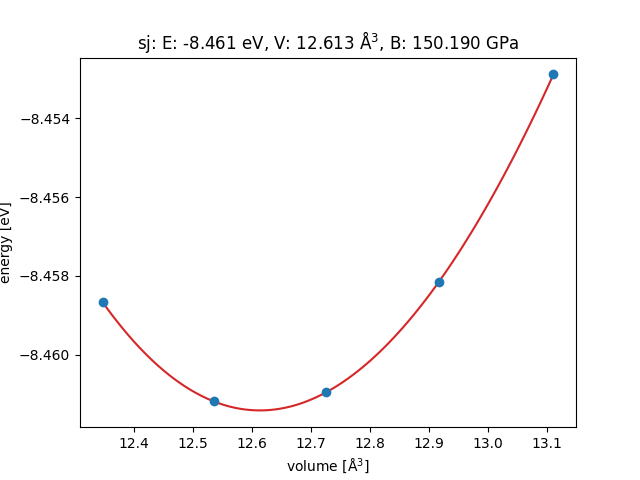 sj: E: -8.461 eV, V: 12.613 Å³, B: 150.190 GPa
−8.454
−8.456
−8.458
−8.460
energy [eV]
12.4 12.5 12.6 12.7 12.8 12.9 13.0 13.1
volume [Å³]